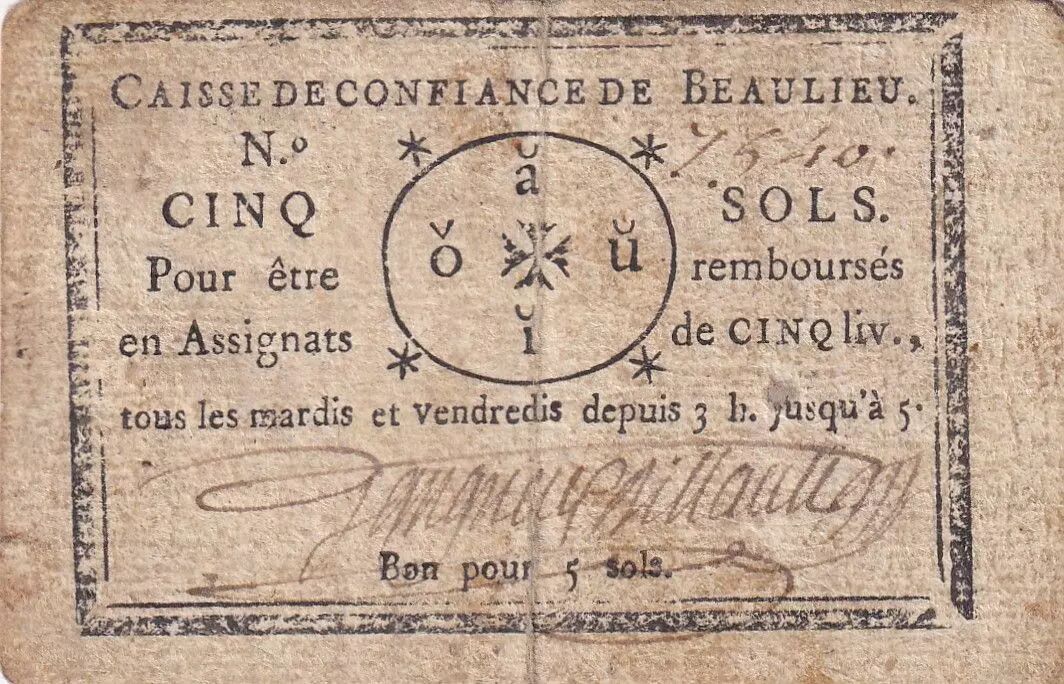 CAISSE DE CONFIANCE DE BEAULIEU.
N.º 7540.
CINQ SOLS.
Pour être remboursés
en Assignats de CINQ liv.,
tous les mardis et vendredis depuis 3 h. jusqu'à 5.
Bon pour 5 sols.
ă
ŏ ŭ
ĭ